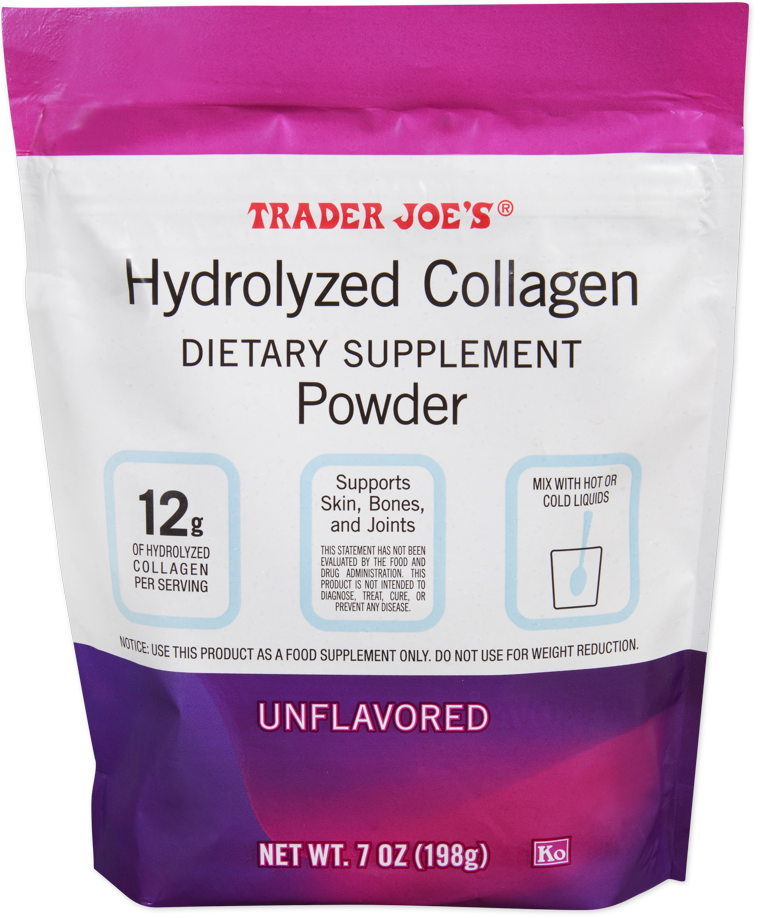 TRADER JOE'S®
Hydrolyzed Collagen
DIETARY SUPPLEMENT
Powder
12g
OF HYDROLYZED
COLLAGEN
PER SERVING
Supports
Skin, Bones,
and Joints
THIS STATEMENT HAS NOT BEEN
EVALUATED BY THE FOOD AND
DRUG ADMINISTRATION. THIS
PRODUCT IS NOT INTENDED TO
DIAGNOSE, TREAT, CURE, OR
PREVENT ANY DISEASE.
MIX WITH HOT OR
COLD LIQUIDS
NOTICE: USE THIS PRODUCT AS A FOOD SUPPLEMENT ONLY. DO NOT USE FOR WEIGHT REDUCTION.
UNFLAVORED
NET WT. 7 OZ (198g)
Ko